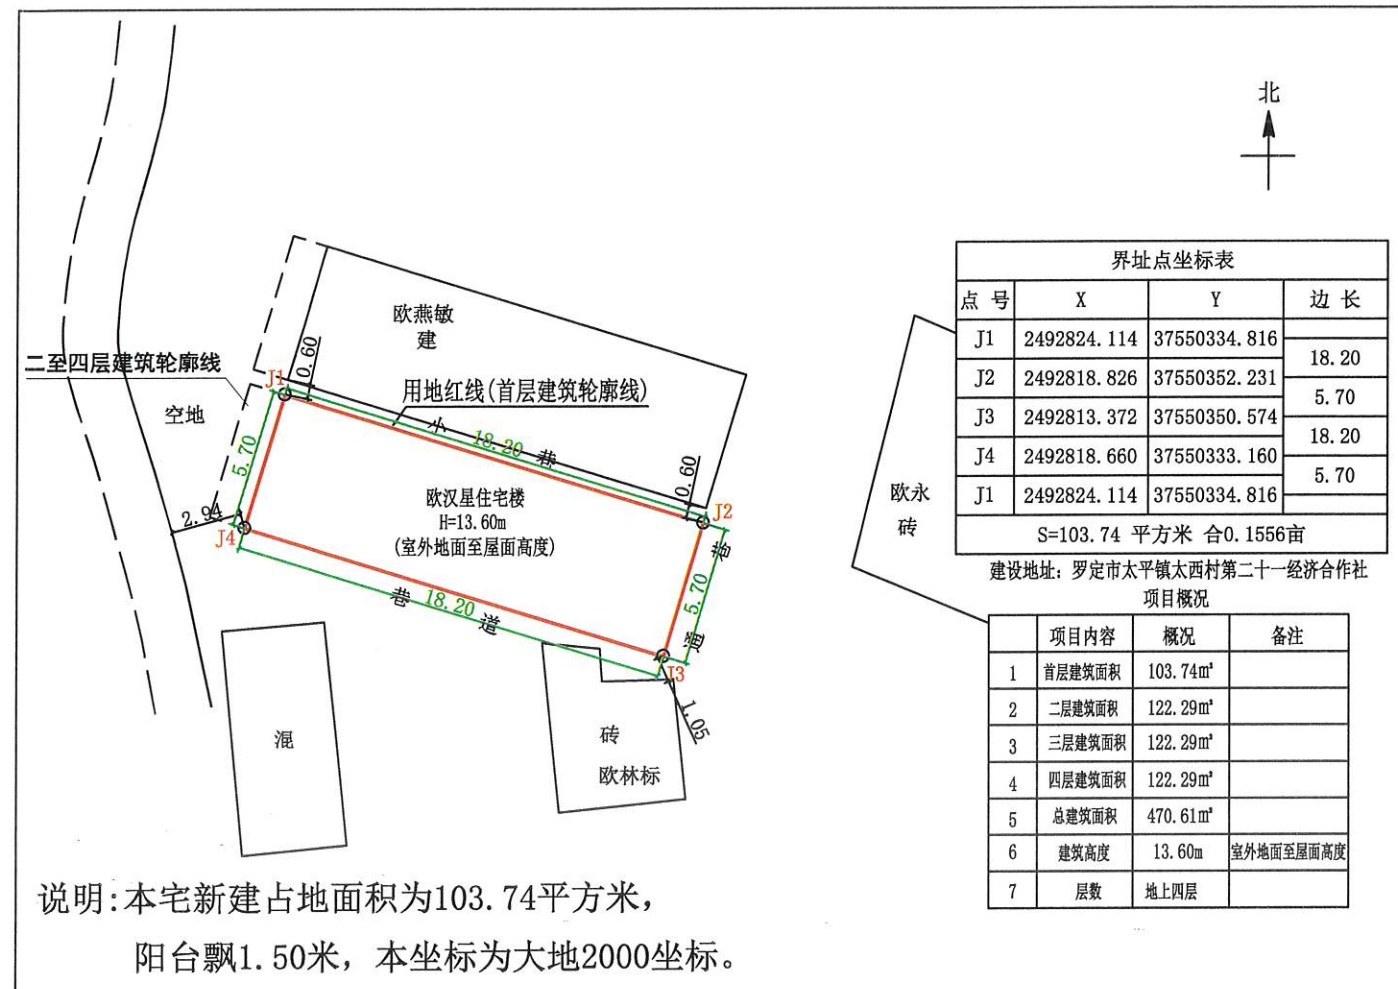 北
欧燕敏
建
0.60
二至四层建筑轮廓线
J1
空地
用地红线(首层建筑轮廓线)
小
18.20
巷
5.70
0.60
欧汉星住宅楼
H=13.60m
(室外地面至屋面高度)
J2
2.94
J4
巷
5.70
通
巷
18.20
道
J3
1.05
混
砖
欧林标
欧永
砖
界址点坐标表
点 号 X Y 边 长
J1 2492824.114 37550334.816
18.20
J2 2492818.826 37550352.231
5.70
J3 2492813.372 37550350.574
18.20
J4 2492818.660 37550333.160
5.70
J1 2492824.114 37550334.816
S=103.74 平方米 合0.1556亩
建设地址: 罗定市太平镇太西村第二十一经济合作社
项目概况
项目内容 概况 备注
1 首层建筑面积 103.74m²
2 二层建筑面积 122.29m²
3 三层建筑面积 122.29m²
4 四层建筑面积 122.29m²
5 总建筑面积 470.61m²
6 建筑高度 13.60m 室外地面至屋面高度
7 层数 地上四层
说明:本宅新建占地面积为103.74平方米，
阳台飘1.50米，本坐标为大地2000坐标。